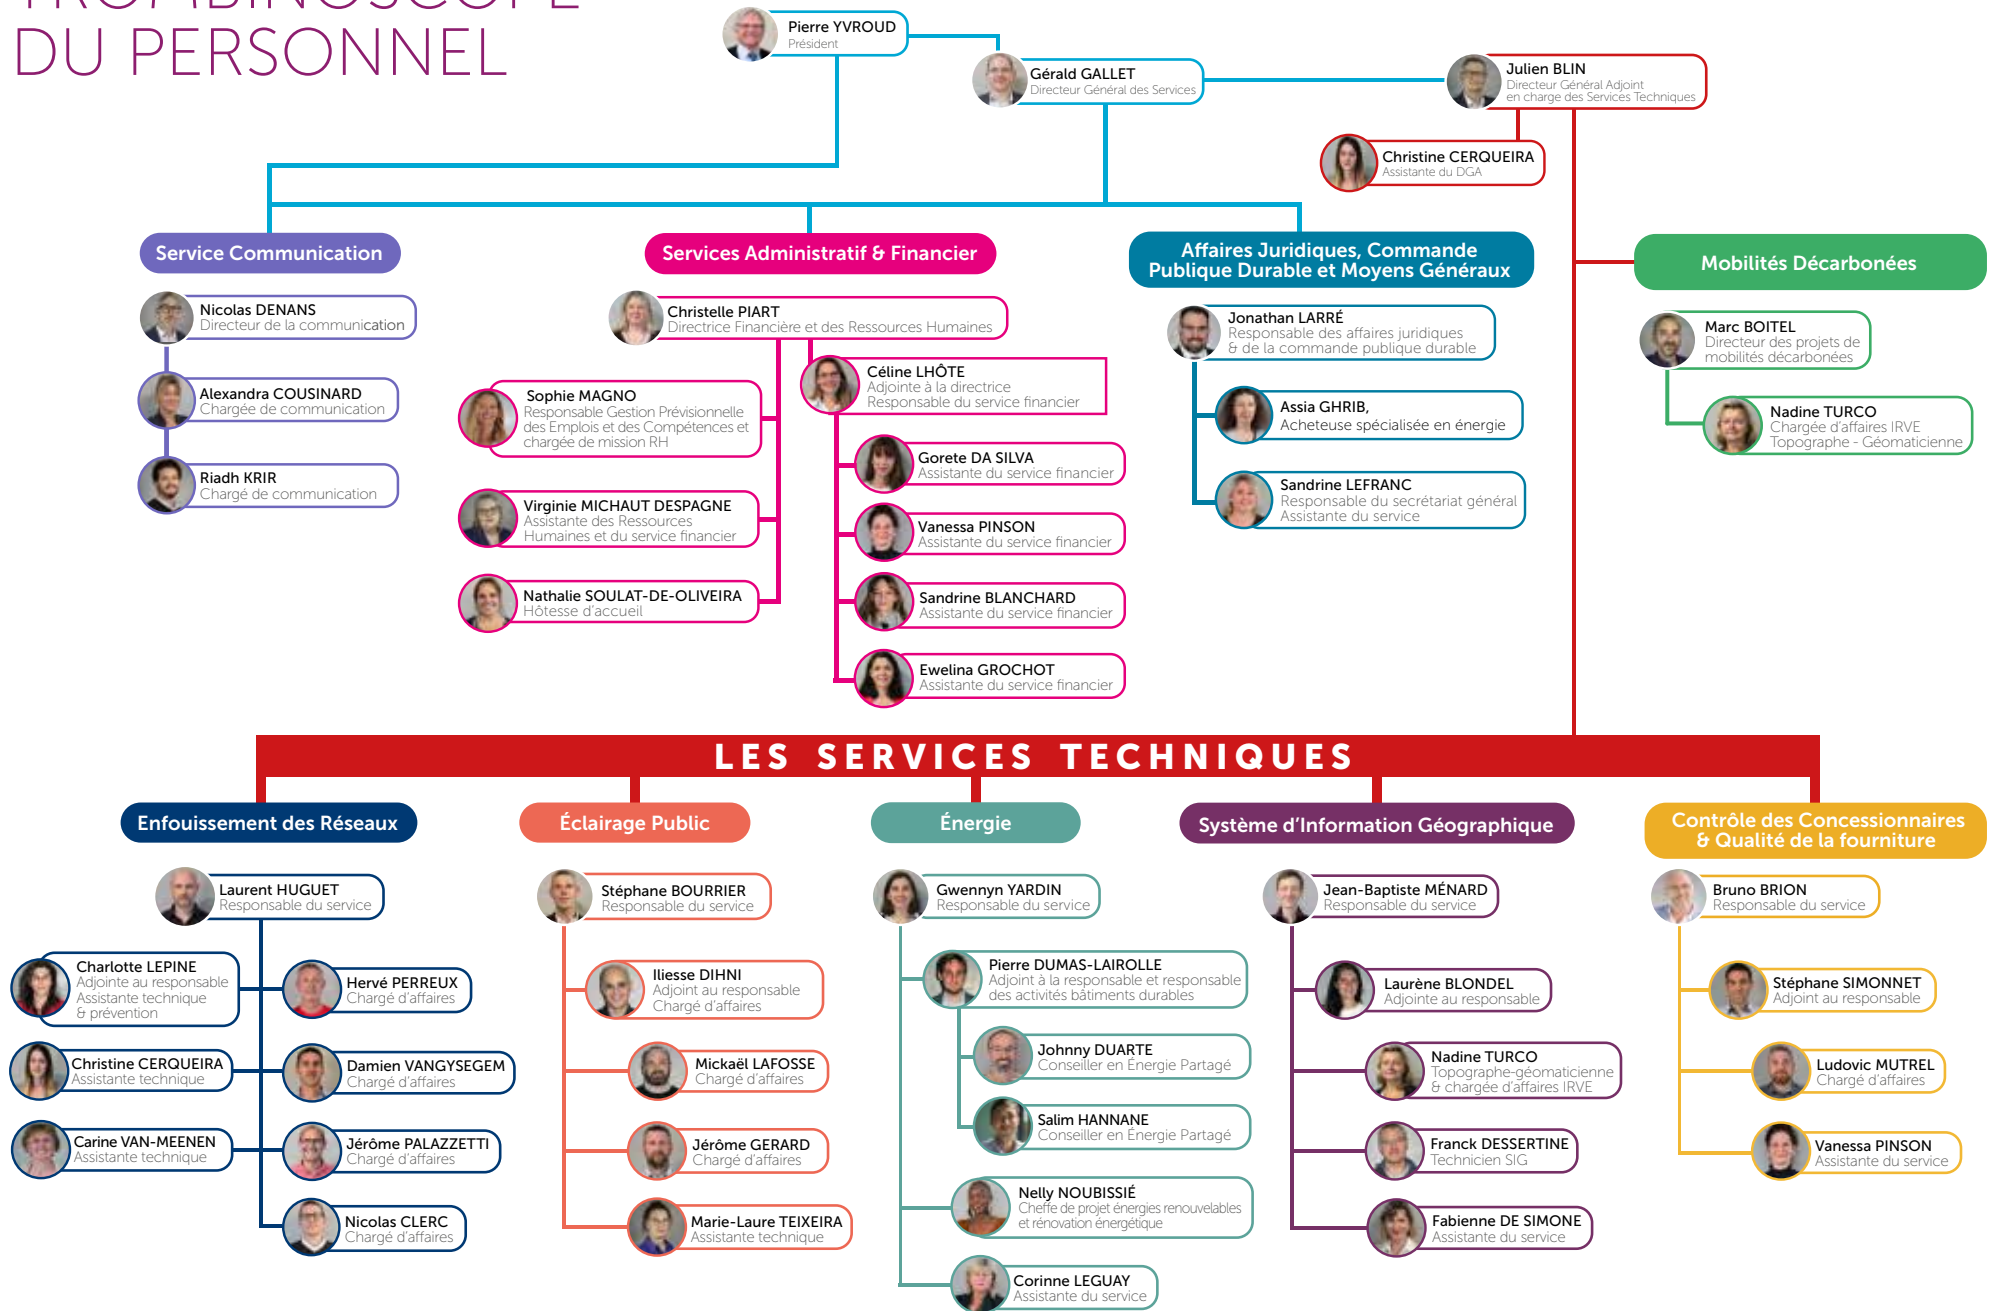 TROMBINOSCOPE
DU PERSONNEL
Pierre YVROUD
Président
Gérald GALLET
Directeur Général des Services
Julien BLIN
Directeur Général Adjoint
en charge des Services Techniques
Christine CERQUEIRA
Assistante du DGA
Service Communication
Nicolas DENANS
Directeur de la communication
Alexandra COUSINARD
Chargée de communication
Riadh KRIR
Chargé de communication
Services Administratif & Financier
Christelle PIART
Directrice Financière et des Ressources Humaines
Sophie MAGNO
Responsable Gestion Prévisionnelle
des Emplois et des Compétences et
chargée de mission RH
Virginie MICHAUT DESPAGNE
Assistante des Ressources
Humaines et du service financier
Nathalie SOULAT-DE-OLIVEIRA
Hôtesse d'accueil
Céline LHÔTE
Adjointe à la directrice
Responsable du service financier
Gorete DA SILVA
Assistante du service financier
Vanessa PINSON
Assistante du service financier
Sandrine BLANCHARD
Assistante du service financier
Ewelina GROCHOT
Assistante du service financier
Affaires Juridiques, Commande
Publique Durable et Moyens Généraux
Jonathan LARRÉ
Responsable des affaires juridiques
& de la commande publique durable
Assia GHRIB,
Acheteuse spécialisée en énergie
Sandrine LEFRANC
Responsable du secrétariat général
Assistante du service
Mobilités Décarbonées
Marc BOITEL
Directeur des projets de
mobilités décarbonées
Nadine TURCO
Chargée d'affaires IRVE
Topographe - Géomaticienne
LES SERVICES TECHNIQUES
Enfouissement des Réseaux
Laurent HUGUET
Responsable du service
Charlotte LEPINE
Adjointe au responsable
Assistante technique
& prévention
Christine CERQUEIRA
Assistante technique
Carine VAN-MEENEN
Assistante technique
Hervé PERREUX
Chargé d'affaires
Damien VANGYSEGEM
Chargé d'affaires
Jérôme PALAZZETTI
Chargé d'affaires
Nicolas CLERC
Chargé d'affaires
Éclairage Public
Stéphane BOURRIER
Responsable du service
Iliesse DIHNI
Adjoint au responsable
Chargé d'affaires
Mickaël LAFOSSE
Chargé d'affaires
Jérôme GERARD
Chargé d'affaires
Marie-Laure TEIXEIRA
Assistante technique
Énergie
Gwennyn YARDIN
Responsable du service
Pierre DUMAS-LAIROLLE
Adjoint à la responsable et responsable
des activités bâtiments durables
Johnny DUARTE
Conseiller en Énergie Partagé
Salim HANNANE
Conseiller en Énergie Partagé
Nelly NOUBISSIÉ
Cheffe de projet énergies renouvelables
et rénovation énergétique
Corinne LEGUAY
Assistante du service
Système d'Information Géographique
Jean-Baptiste MÉNARD
Responsable du service
Laurène BLONDEL
Adjointe au responsable
Nadine TURCO
Topographe-géomaticienne
& chargée d'affaires IRVE
Franck DESSERTINE
Technicien SIG
Fabienne DE SIMONE
Assistante du service
Contrôle des Concessionnaires
& Qualité de la fourniture
Bruno BRION
Responsable du service
Stéphane SIMONNET
Adjoint au responsable
Ludovic MUTREL
Chargé d'affaires
Vanessa PINSON
Assistante du service